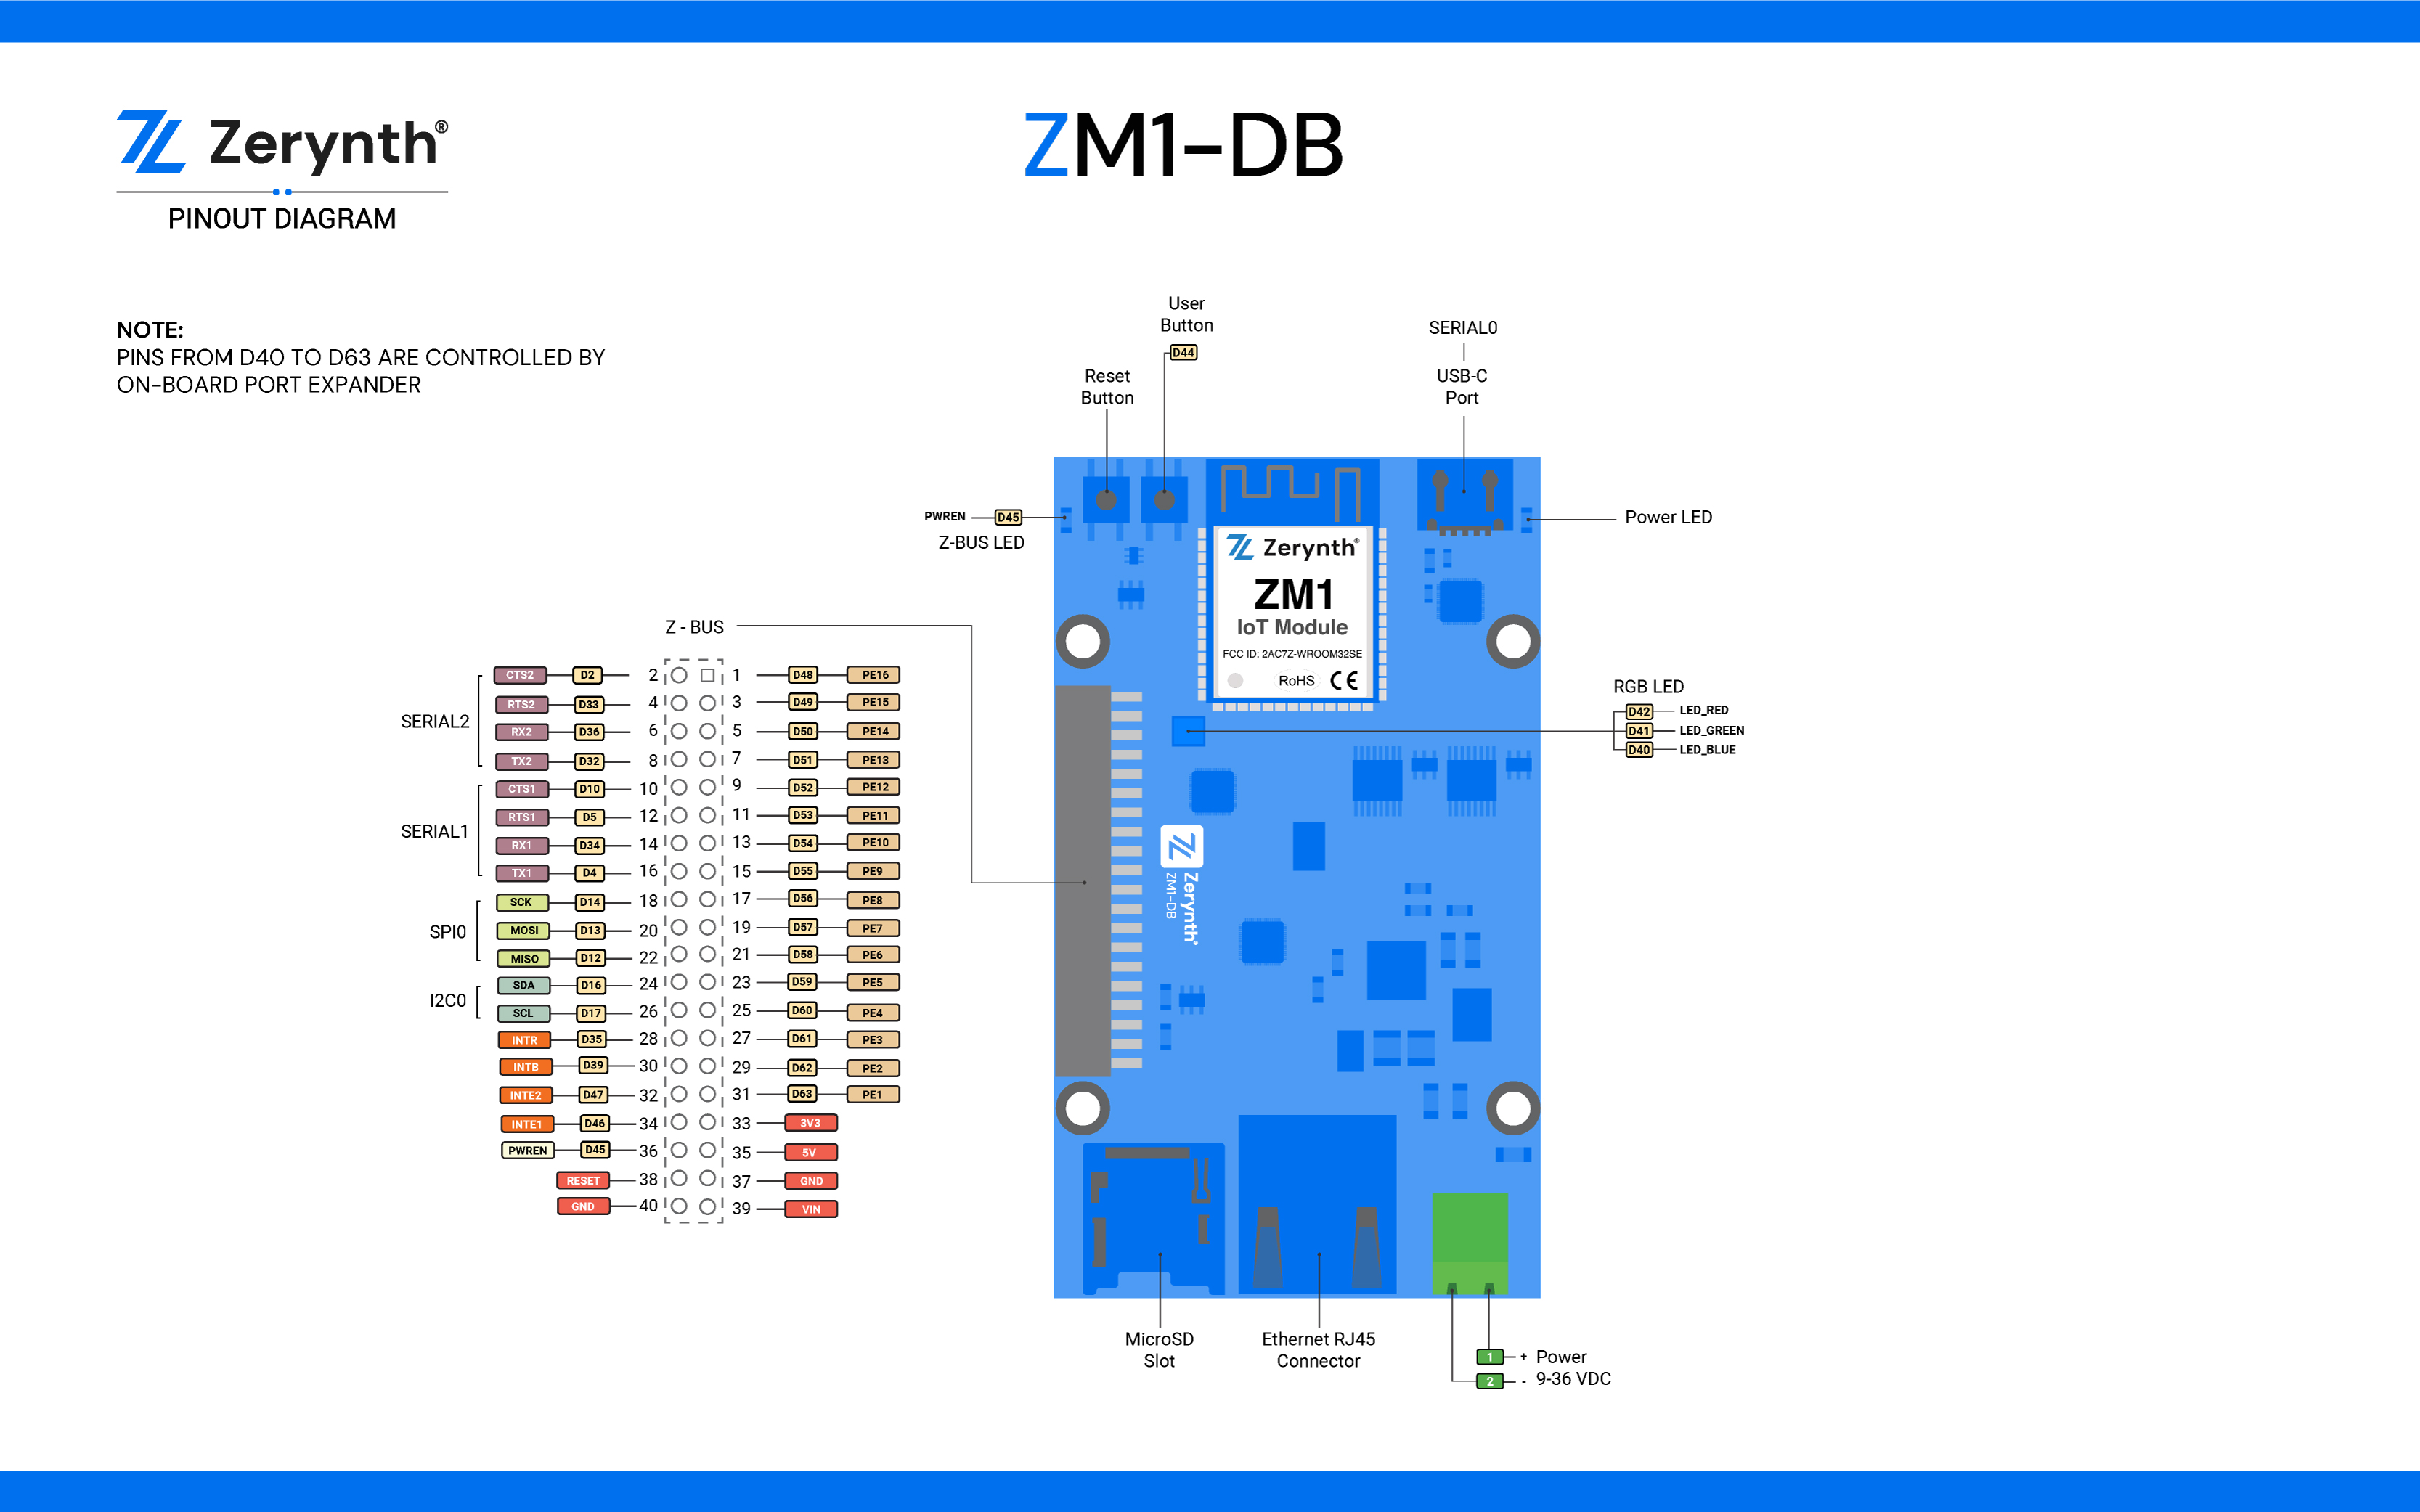 Zerynth®
PINOUT DIAGRAM
ZM1-DB
NOTE:
PINS FROM D40 TO D63 ARE CONTROLLED BY
ON-BOARD PORT EXPANDER
User
Button
D44
Reset
Button
SERIAL0
USB-C
Port
PWREN D45
Z-BUS LED
Power LED
Zerynth®
ZM1
IoT Module
FCC ID: 2AC7Z-WROOM32SE
RoHS CE
RGB LED
D42 LED_RED
D41 LED_GREEN
D40 LED_BLUE
Zerynth®
ZM1-DB
Z - BUS
SERIAL2
SERIAL1
SPI0
I2C0
CTS2 D2 2 1 D48 PE16
RTS2 D33 4 3 D49 PE15
RX2 D36 6 5 D50 PE14
TX2 D32 8 7 D51 PE13
CTS1 D10 10 9 D52 PE12
RTS1 D5 12 11 D53 PE11
RX1 D34 14 13 D54 PE10
TX1 D4 16 15 D55 PE9
SCK D14 18 17 D56 PE8
MOSI D13 20 19 D57 PE7
MISO D12 22 21 D58 PE6
SDA D16 24 23 D59 PE5
SCL D17 26 25 D60 PE4
INTR D35 28 27 D61 PE3
INTB D39 30 29 D62 PE2
INTE2 D47 32 31 D63 PE1
INTE1 D46 34 33 3V3
PWREN D45 36 35 5V
RESET 38 37 GND
GND 40 39 VIN
MicroSD
Slot
Ethernet RJ45
Connector
1 + Power
2 - 9-36 VDC